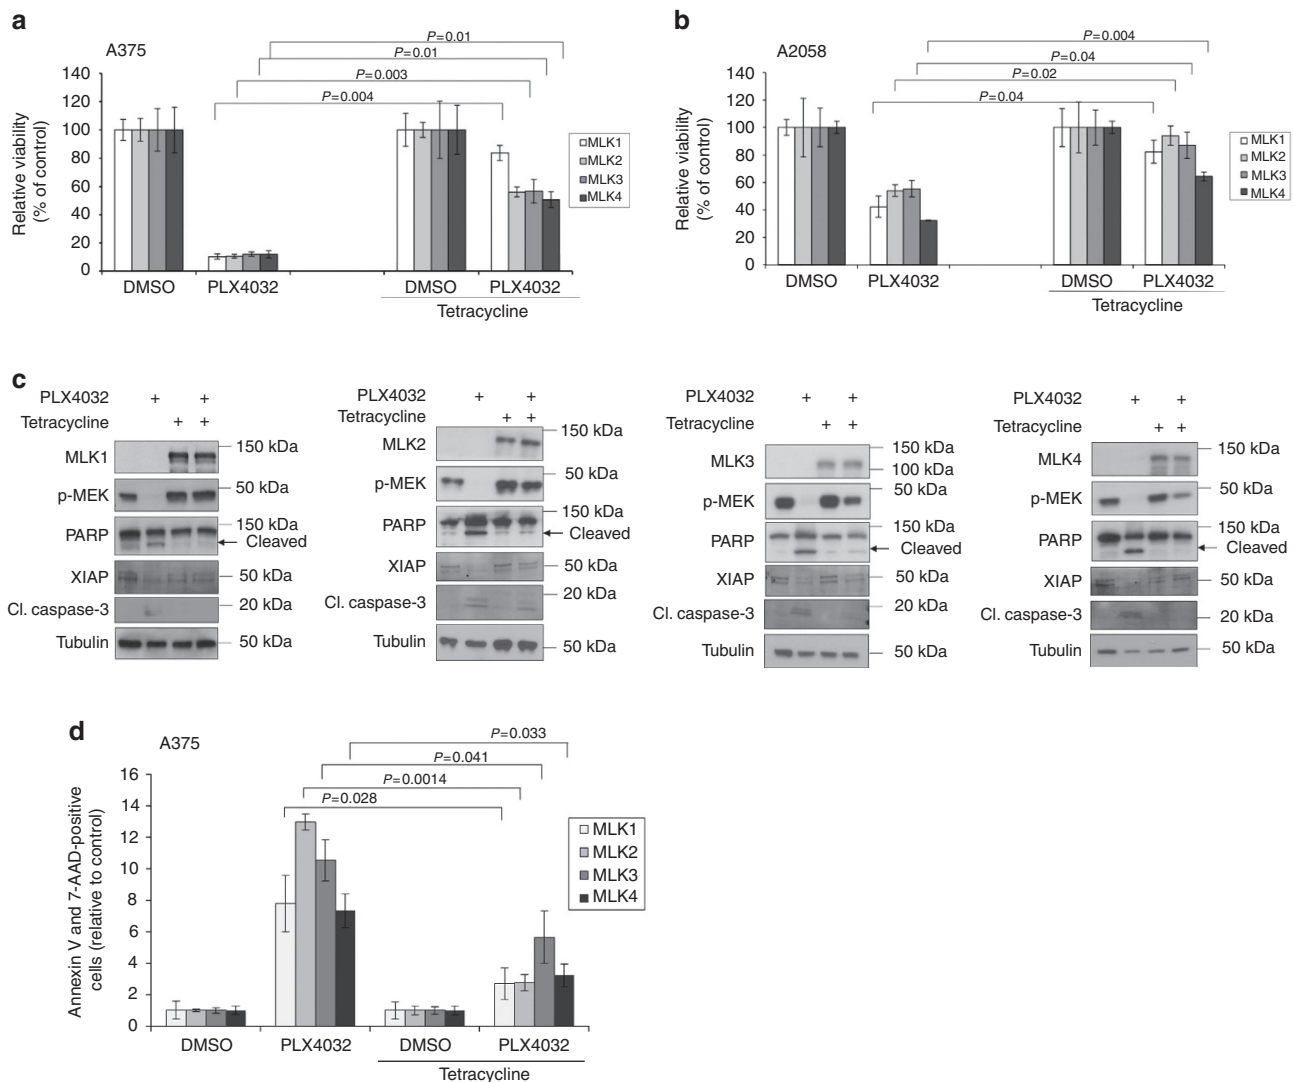 a
A375
P=0.01
P=0.01
P=0.003
P=0.004
Relative viability
(% of control)
140
120
100
80
60
40
20
0
DMSO
PLX4032
DMSO
PLX4032
Tetracycline
MLK1
MLK2
MLK3
MLK4
b
A2058
P=0.004
P=0.04
P=0.02
P=0.04
Relative viability
(% of control)
140
120
100
80
60
40
20
0
DMSO
PLX4032
DMSO
PLX4032
Tetracycline
MLK1
MLK2
MLK3
MLK4
c
PLX4032 + +
Tetracycline + +
MLK1 150 kDa
p-MEK 50 kDa
PARP 150 kDa
Cleaved
XIAP 50 kDa
Cl. caspase-3 20 kDa
Tubulin 50 kDa
PLX4032 + +
Tetracycline + +
MLK2 150 kDa
p-MEK 50 kDa
PARP 150 kDa
Cleaved
XIAP 50 kDa
Cl. caspase-3 20 kDa
Tubulin 50 kDa
PLX4032 + +
Tetracycline + +
MLK3 150 kDa
100 kDa
p-MEK 50 kDa
PARP 150 kDa
Cleaved
XIAP 50 kDa
Cl. caspase-3 20 kDa
Tubulin 50 kDa
PLX4032 + +
Tetracycline + +
MLK4 150 kDa
p-MEK 50 kDa
PARP 150 kDa
Cleaved
XIAP 50 kDa
Cl. caspase-3 20 kDa
Tubulin 50 kDa
d
A375
P=0.033
P=0.041
P=0.0014
P=0.028
Annexin V and 7-AAD-positive
cells (relative to control)
16
14
12
10
8
6
4
2
0
DMSO
PLX4032
DMSO
PLX4032
Tetracycline
MLK1
MLK2
MLK3
MLK4